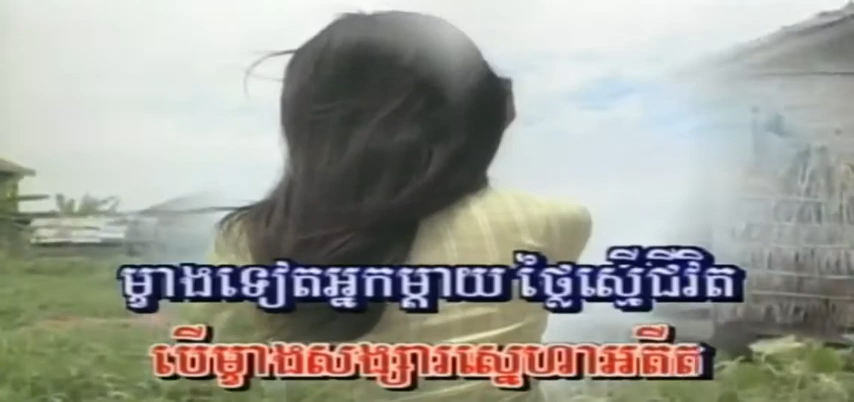 ម្ខាងទៀតអ្នកម្ដាយ ថ្លៃស្មើជីវិត
បើម្ខាងសង្សារស្នេហាអតីត